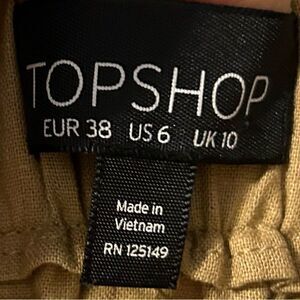 TOPSHOP
EUR 38 US 6 UK 10
Made in
Vietnam
RN 125149